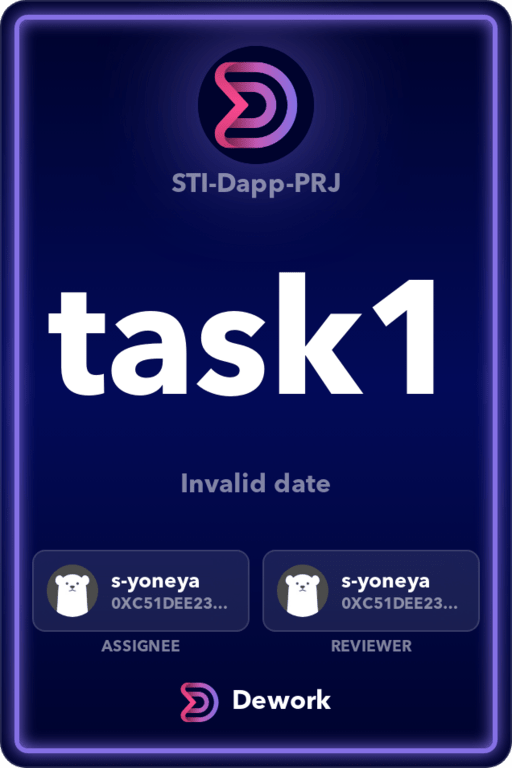 STI-Dapp-PRJ
task1
Invalid date
s-yoneya
0XC51DEE23...
ASSIGNEE
s-yoneya
0XC51DEE23...
REVIEWER
Dework